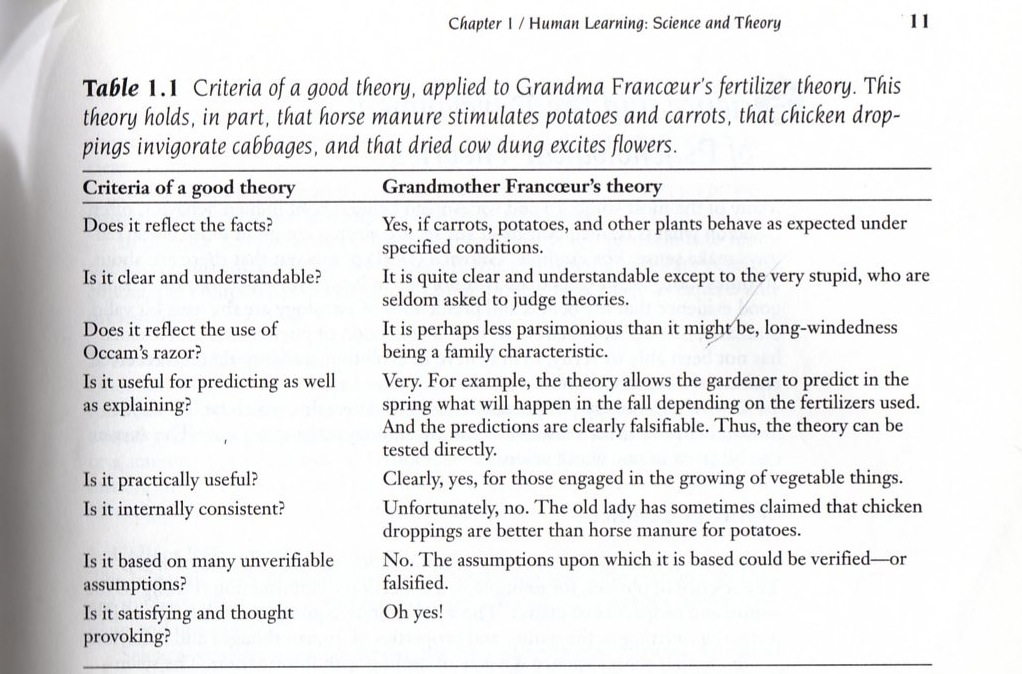 Chapter 1 / Human Learning: Science and Theory 11
Table 1.1 Criteria of a good theory, applied to Grandma Francœur's fertilizer theory. This
theory holds, in part, that horse manure stimulates potatoes and carrots, that chicken drop-
pings invigorate cabbages, and that dried cow dung excites flowers.
Criteria of a good theory Grandmother Francœur's theory
Does it reflect the facts? Yes, if carrots, potatoes, and other plants behave as expected under
specified conditions.
Is it clear and understandable? It is quite clear and understandable except to the very stupid, who are
seldom asked to judge theories.
Does it reflect the use of It is perhaps less parsimonious than it might be, long-windedness
Occam's razor? being a family characteristic.
Is it useful for predicting as well Very. For example, the theory allows the gardener to predict in the
as explaining? spring what will happen in the fall depending on the fertilizers used.
And the predictions are clearly falsifiable. Thus, the theory can be
tested directly.
Is it practically useful? Clearly, yes, for those engaged in the growing of vegetable things.
Is it internally consistent? Unfortunately, no. The old lady has sometimes claimed that chicken
droppings are better than horse manure for potatoes.
Is it based on many unverifiable No. The assumptions upon which it is based could be verified—or
assumptions? falsified.
Is it satisfying and thought Oh yes!
provoking?